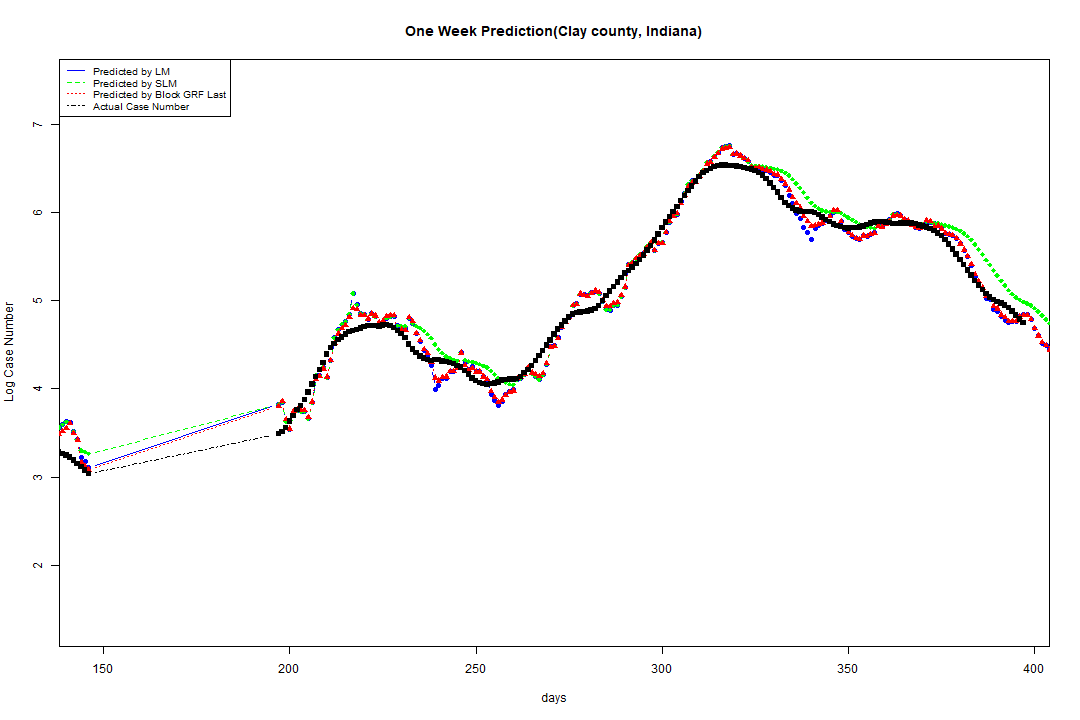 One Week Prediction(Clay county, Indiana)
Predicted by LM
Predicted by SLM
Predicted by Block GRF Last
Actual Case Number
7
6
5
4
3
2
Log Case Number
150 200 250 300 350 400
days